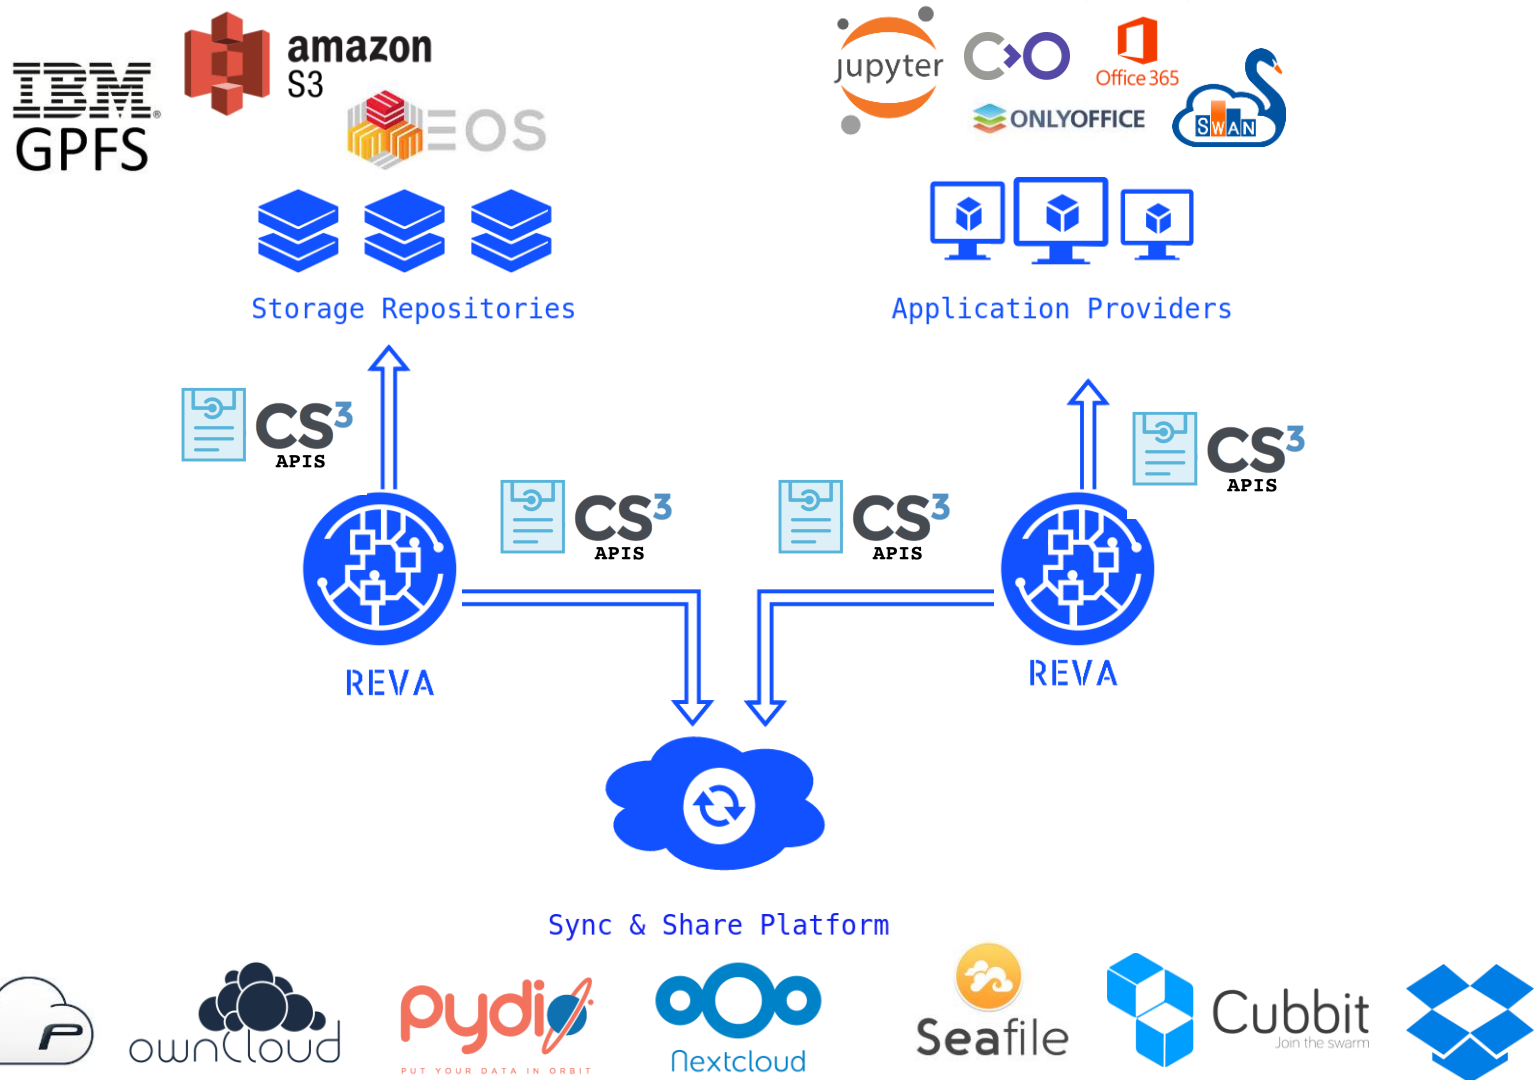 IBM®
GPFS
amazon
S3
EOS
jupyter
C>O
Office 365
ONLYOFFICE
SWAN
Storage Repositories
Application Providers
CS3
APIS
CS3
APIS
CS3
APIS
CS3
APIS
REVA
REVA
Sync & Share Platform
P
ownCloud
pydio
PUT YOUR DATA IN ORBIT
Nextcloud
Seafile
Cubbit
Join the swarm